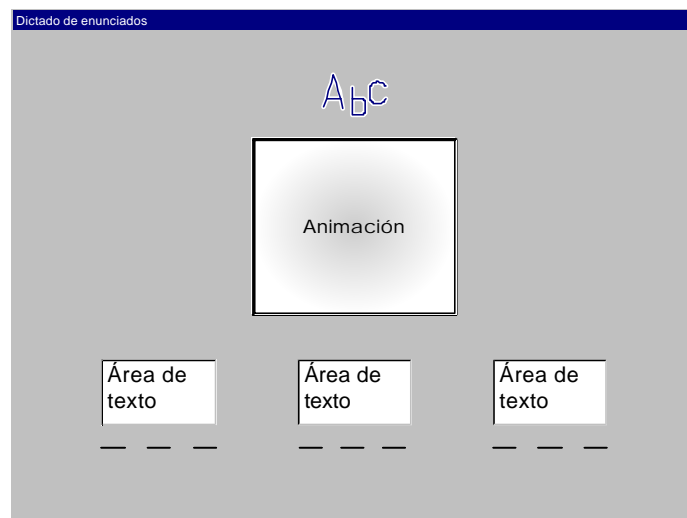 Dictado de enunciados
AbC
Animación
Área de
texto
Área de
texto
Área de
texto